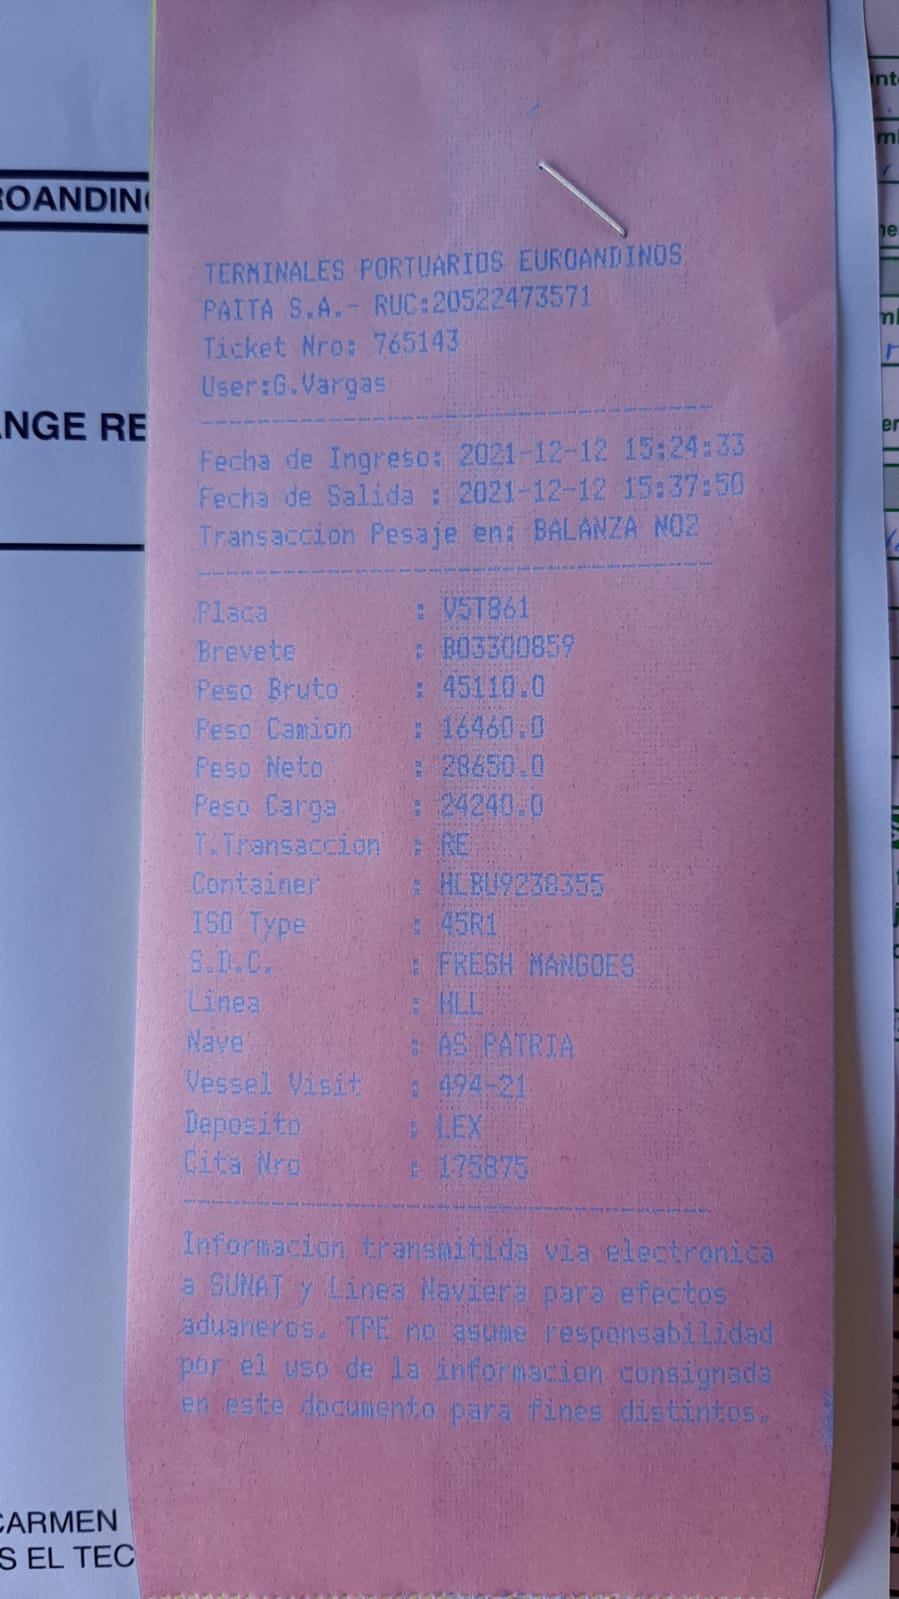 TERMINALES PORTUARIOS EUROANDINOS
PAITA S.A.- RUC:20522473571
Ticket Nro: 765143
User:G.Vargas
Fecha de Ingreso: 2021-12-12 15:24:33
Fecha de Salida : 2021-12-12 15:37:50
Transaccion Pesaje en: BALANZA NO2
Placa : V5T861
Brevete : B03300859
Peso Bruto : 45110.0
Peso Camion : 16460.0
Peso Neto : 28650.0
Peso Carga : 24240.0
T.Transaccion : RE
Container : HLBU9238355
ISO Type : 45R1
S.D.C. : FRESH MANGOES
Linea : HLL
Nave : AS PATRIA
Vessel Visit : 494-21
Deposito : LEX
Cita Nro : 175875
Informacion transmitida via electronica
a SUNAT y Linea Naviera para efectos
aduaneros. TPE no asume responsabilidad
por el uso de la informacion consignada
en este documento para fines distintos.
ROANDIN
ANGE RE
CARMEN
S EL TEC